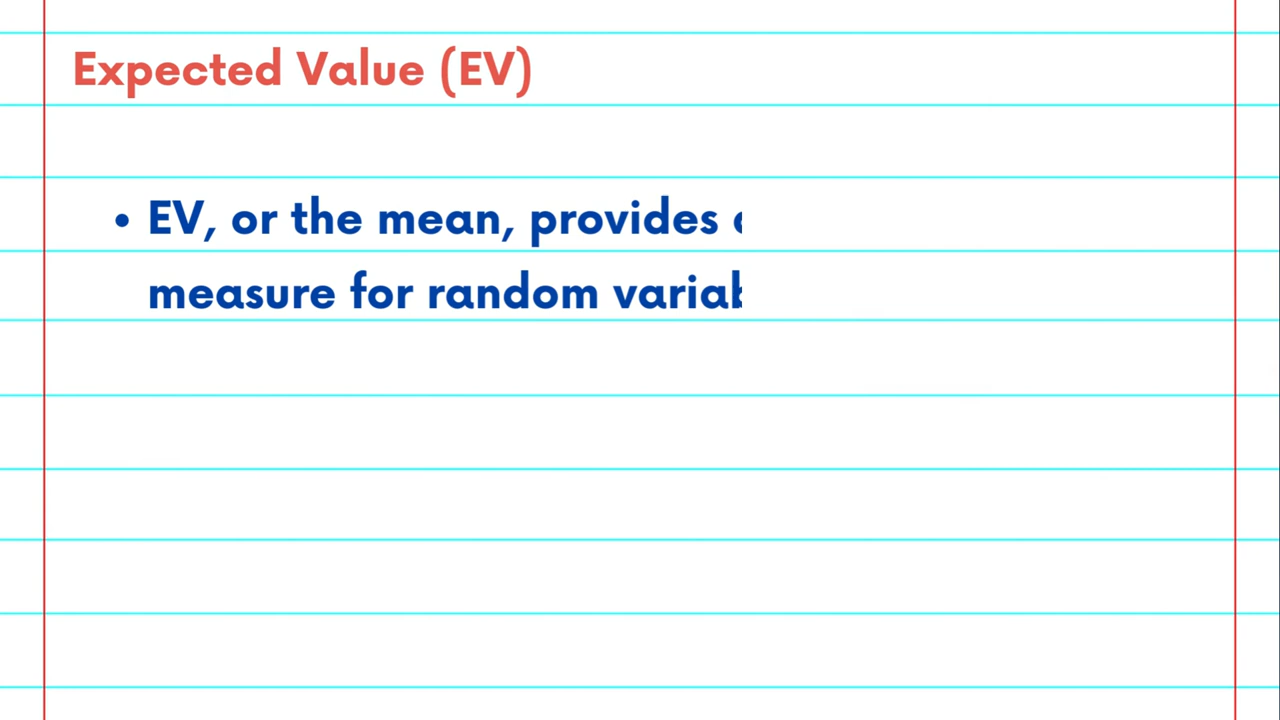 Expected Value (EV)
• EV, or the mean, provides
measure for random